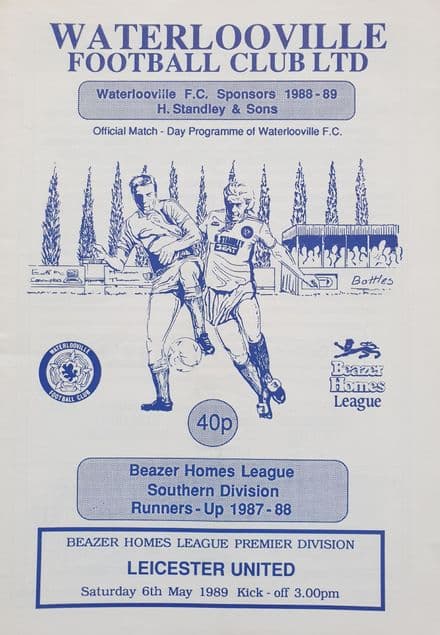 WATERLOOVILLE
FOOTBALL CLUB LTD
Waterlooville F.C. Sponsors 1988-89
H. Standley & Sons
Official Match - Day Programme of Waterlooville F.C.
Bottles
WATERLOOVILLE
FOOTBALL CLUB
Beazer
Homes
League
40p
Beazer Homes League
Southern Division
Runners-Up 1987-88
BEAZER HOMES LEAGUE PREMIER DIVISION
LEICESTER UNITED
Saturday 6th May 1989 Kick-off 3.00pm